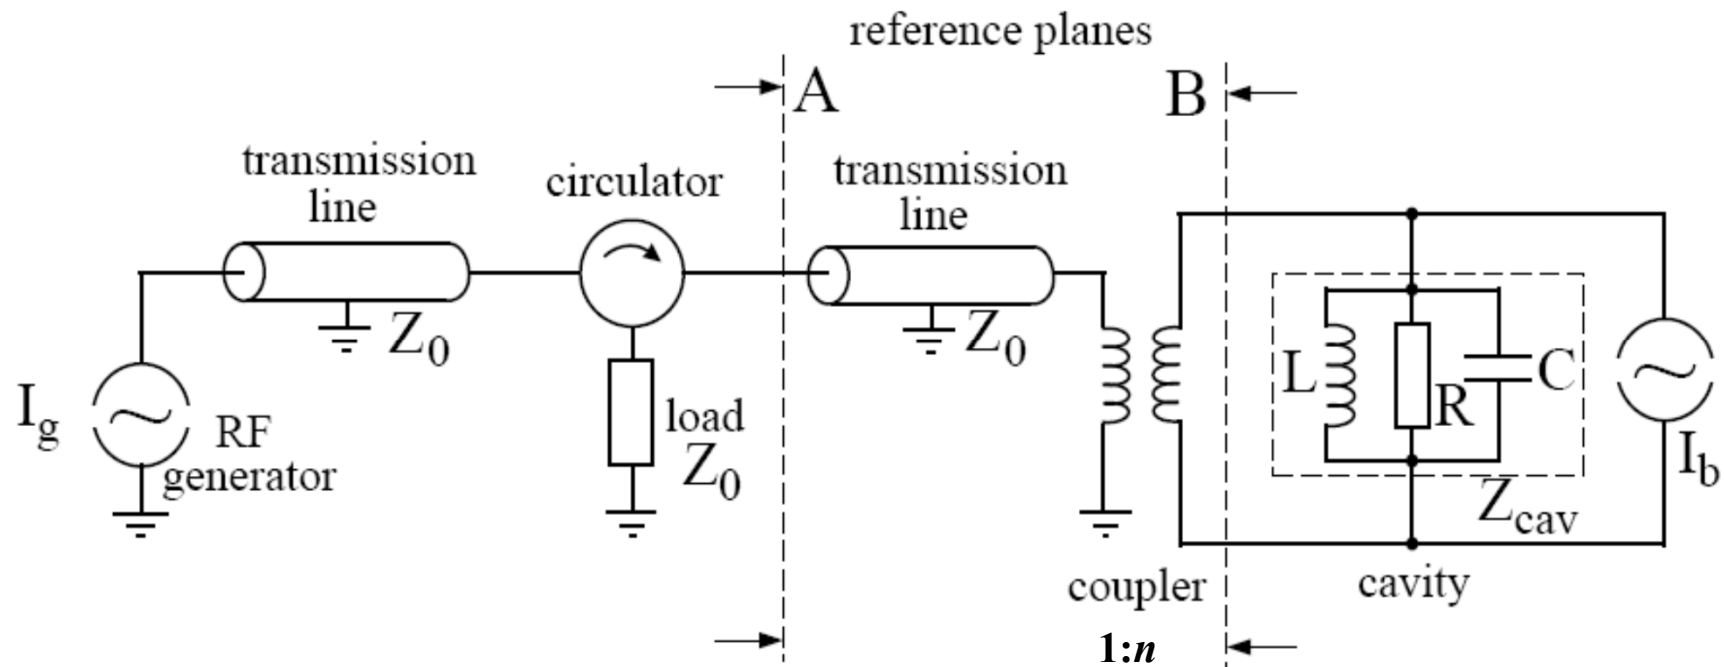 reference planes
A
B
transmission
line
circulator
transmission
line
Z0
Z0
Ig
RF
generator
load
Z0
L
R
C
Ib
Zcav
coupler
cavity
1:n